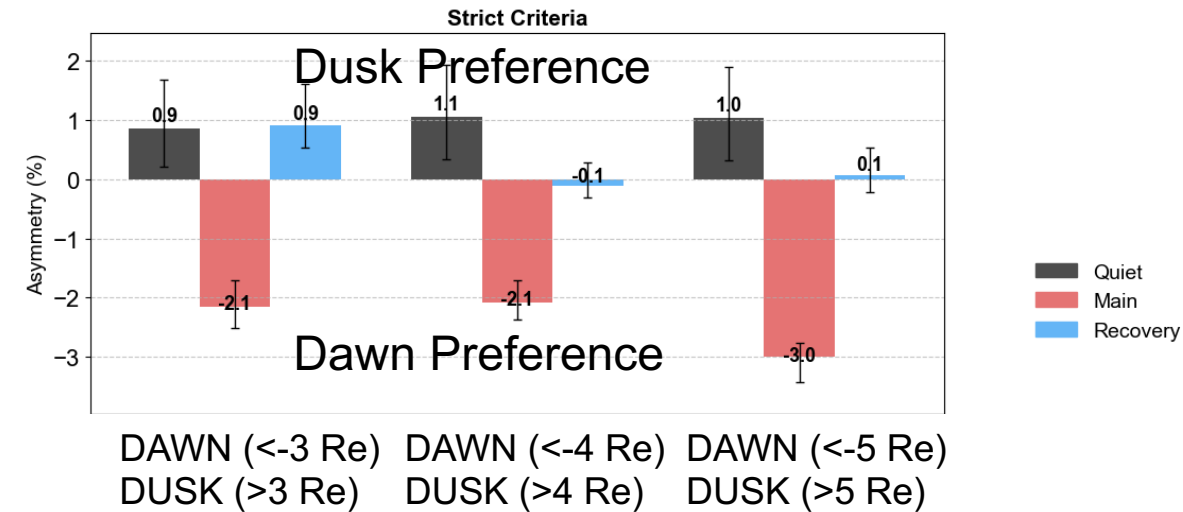 Strict Criteria
Dusk Preference
2
1
0
−1
−2
−3
Asymmetry (%)
0.9
-2.1
0.9
1.1
-2.1
-0.1
1.0
-3.0
0.1
Dawn Preference
Quiet
Main
Recovery
DAWN (<-3 Re)
DUSK (>3 Re)
DAWN (<-4 Re)
DUSK (>4 Re)
DAWN (<-5 Re)
DUSK (>5 Re)